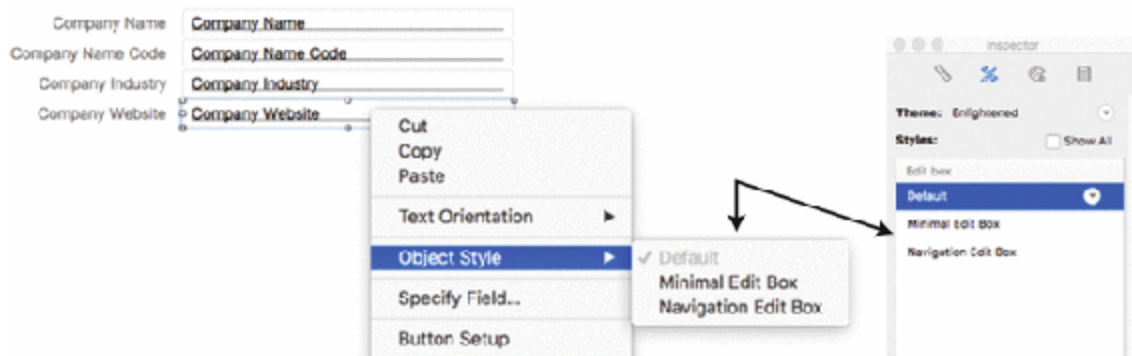 Company Name Company Name
Company Name Code Company Name Code
Company Industry Company Industry
Company Website Company Website
Cut
Copy
Paste
Text Orientation
Object Style
Specify Field...
Button Setup
✓ Default
Minimal Edit Box
Navigation Edit Box
Inspector
Theme: Enlightened
Styles: Show All
Edit box
Default
Minimal Edit Box
Navigation Edit Box